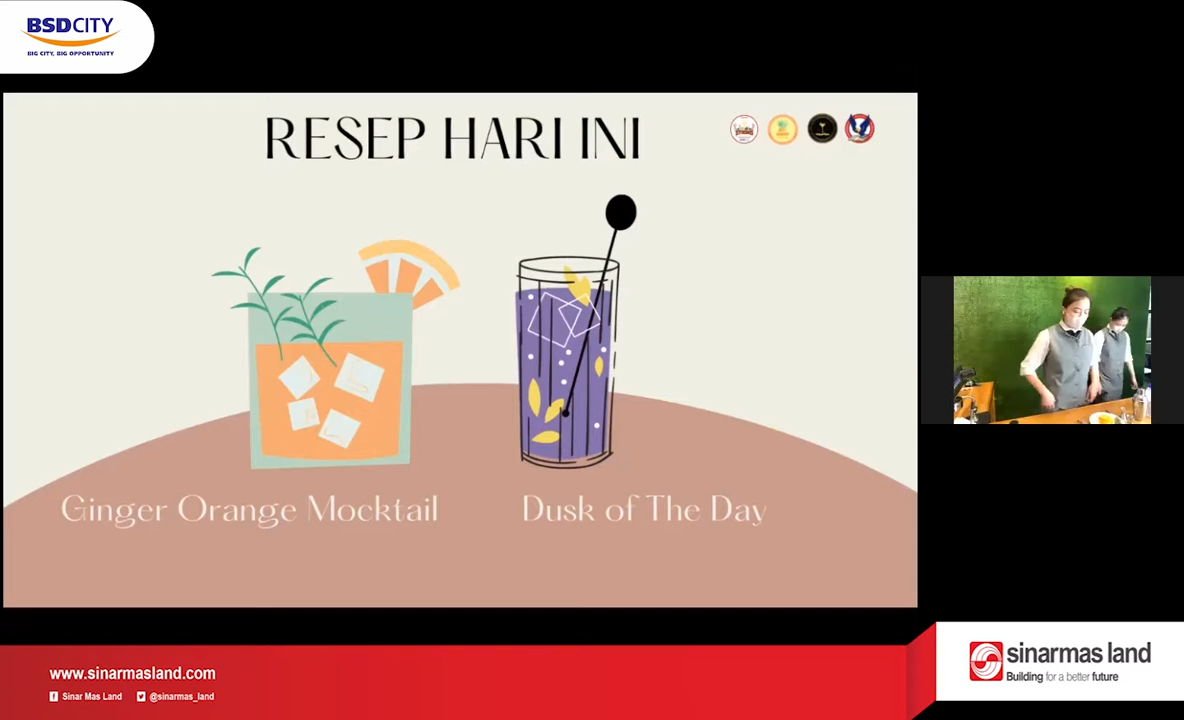 BSDCITY
BIG CITY, BIG OPPORTUNITY
RESEP HARI INI
Ginger Orange Mocktail
Dusk of The Day
www.sinarmasland.com
Sinar Mas Land @sinarmas_land
sinarmas land
Building for a better future